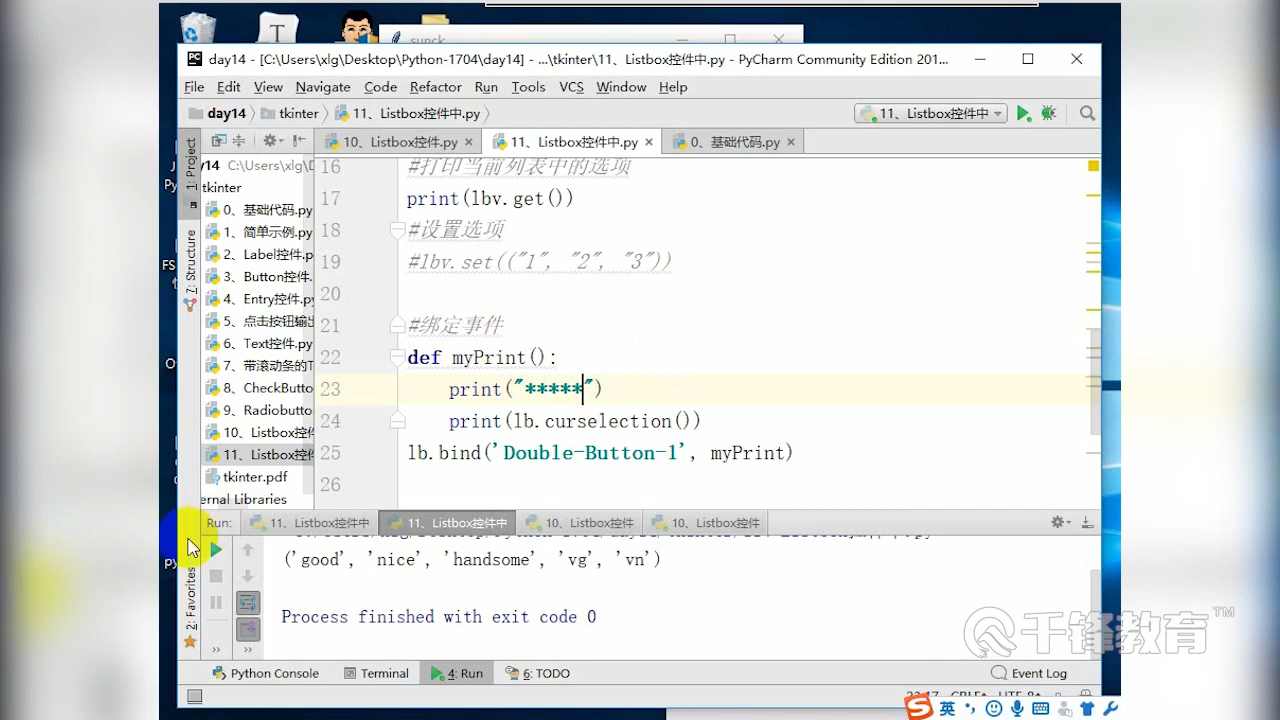 T
sunck
day14 - [C:\Users\xlg\Desktop\Python-1704\day14] - ...\tkinter\11、Listbox控件中.py - PyCharm Community Edition 201...
File Edit View Navigate Code Refactor Run Tools VCS Window Help
day14 tkinter 11、Listbox控件中.py 11、Listbox控件中
10、Listbox控件.py 11、Listbox控件中.py 0、基础代码.py
1: Project
7: Structure
2: Favorites
y14 C:\Users\xlg\D
tkinter
0、基础代码.py
1、简单示例.py
2、Label控件.p
3、Button控件.
4、Entry控件.py
5、点击按钮输出
6、Text控件.py
7、带滚动条的T
8、CheckButto
9、Radiobutto
10、Listbox控件
11、Listbox控件
tkinter.pdf
ernal Libraries
16 #打印当前列表中的选项
17 print(lbv.get())
18 #设置选项
19 #lbv.set(("1", "2", "3"))
20
21 #绑定事件
22 def myPrint():
23 print("*****")
24 print(lb.curselection())
25 lb.bind('Double-Button-1', myPrint)
26
Run: 11、Listbox控件中 11、Listbox控件中 10、Listbox控件 10、Listbox控件
('good', 'nice', 'handsome', 'vg', 'vn')
Process finished with exit code 0
Python Console Terminal 4: Run 6: TODO Event Log
英
千锋教育™